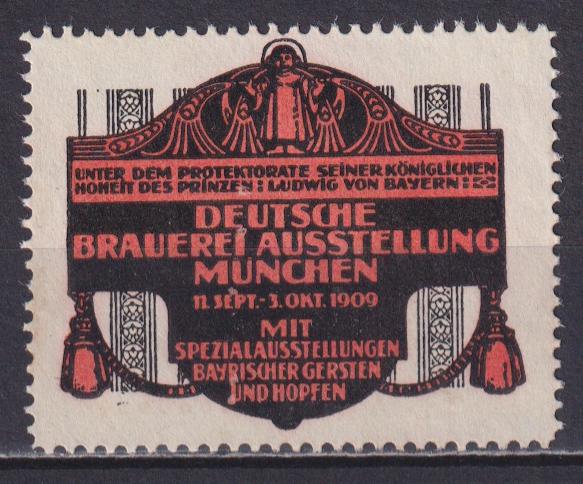 UNTER DEM PROTEKTORATE SEINER KÖNIGLICHEN
HOHEIT DES PRINZEN: LUDWIG VON BAYERN:
DEUTSCHE
BRAUEREI AUSSTELLUNG
MÜNCHEN
11. SEPT.-3. OKT. 1909
MIT
SPEZIALAUSSTELLUNGEN
BAYRISCHER GERSTEN
UND HOPFEN